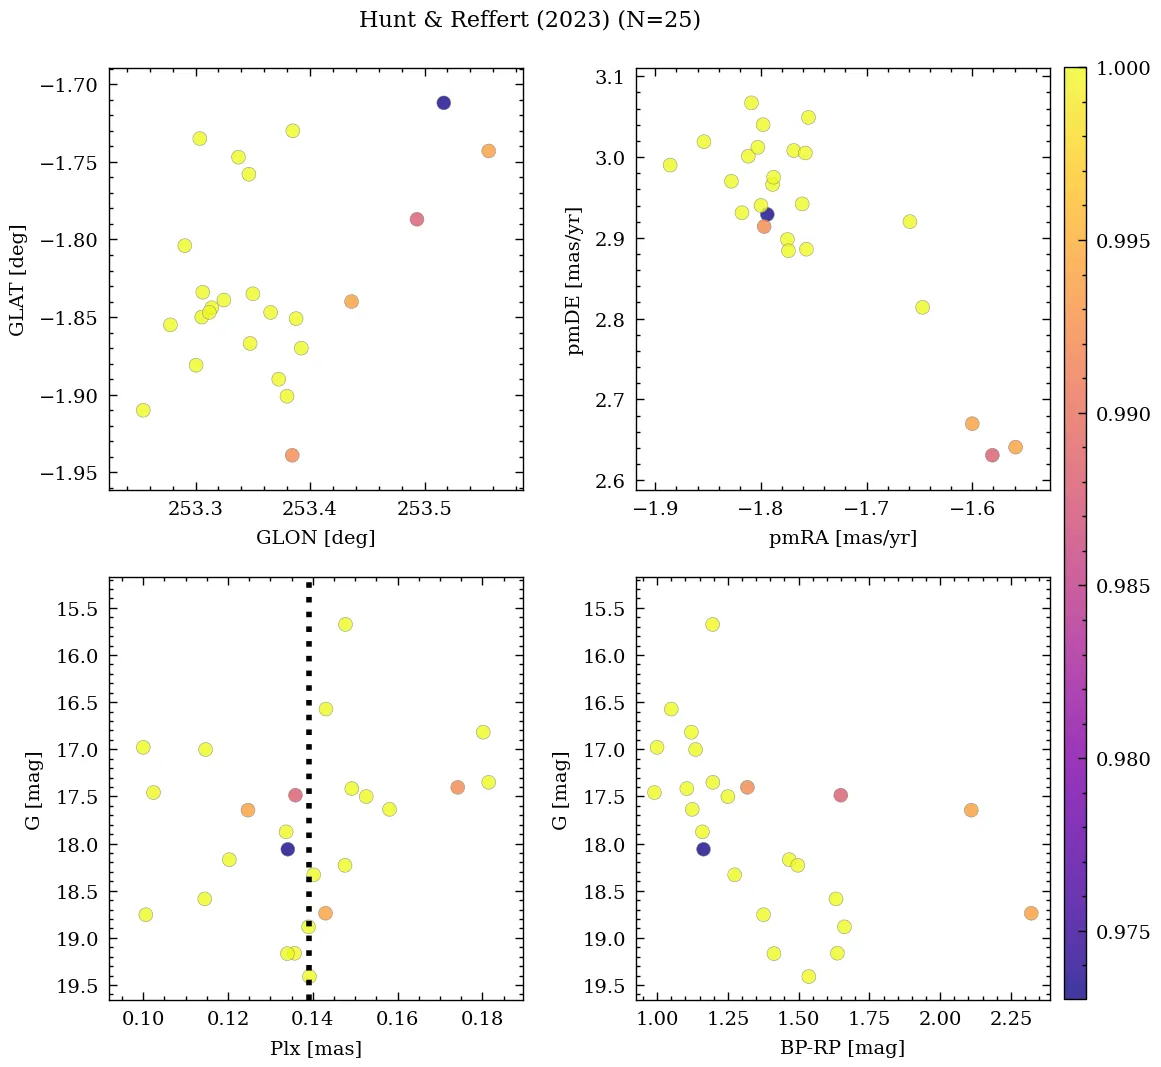 Hunt & Reffert (2023) (N=25)
−1.70
−1.75
−1.80
−1.85
−1.90
−1.95
GLAT [deg]
253.3 253.4 253.5
GLON [deg]
3.1
3.0
2.9
2.8
2.7
2.6
pmDE [mas/yr]
−1.9 −1.8 −1.7 −1.6
pmRA [mas/yr]
15.5
16.0
16.5
17.0
17.5
18.0
18.5
19.0
19.5
G [mag]
0.10 0.12 0.14 0.16 0.18
Plx [mas]
15.5
16.0
16.5
17.0
17.5
18.0
18.5
19.0
19.5
G [mag]
1.00 1.25 1.50 1.75 2.00 2.25
BP-RP [mag]
1.000
0.995
0.990
0.985
0.980
0.975